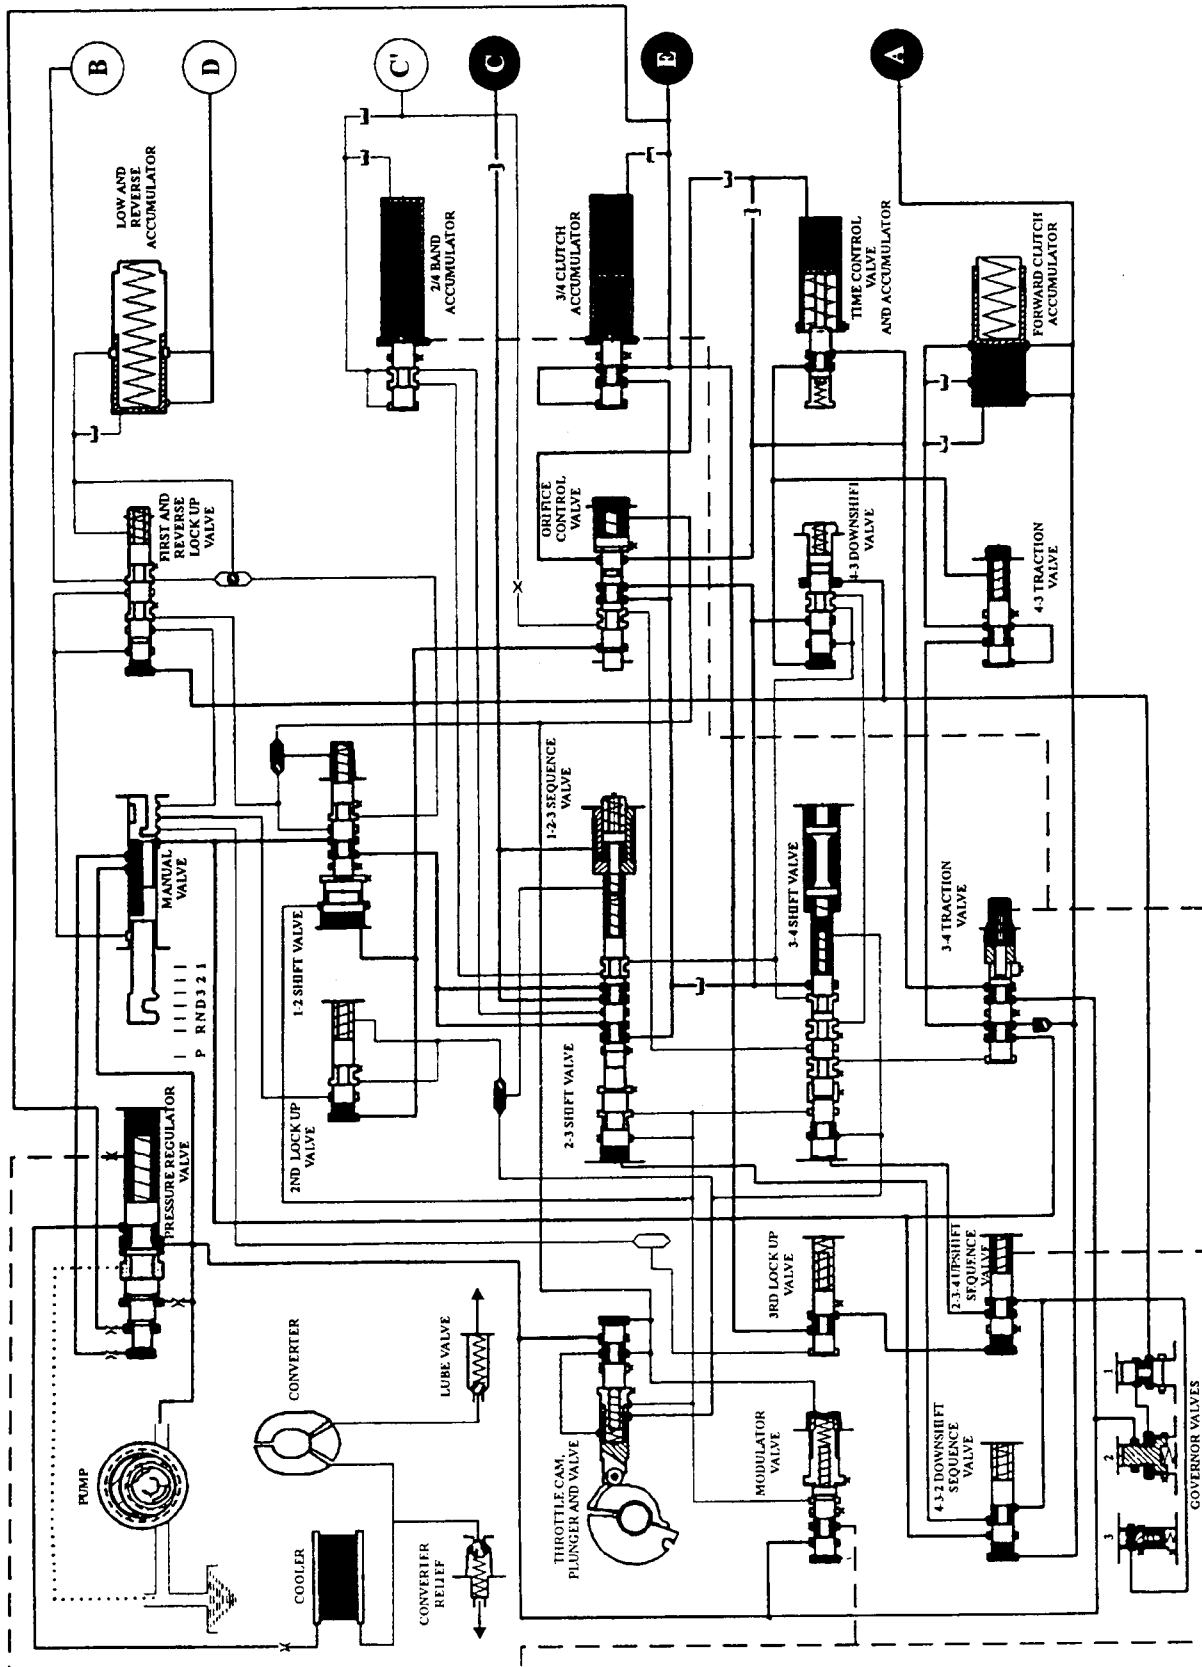 B
D
C'
C
E
A
LOW AND
REVERSE
ACCUMULATOR
2/4 BAND
ACCUMULATOR
3/4 CLUTCH
ACCUMULATOR
TIME CONTROL
VALVE
AND ACCUMULATOR
FORWARD CLUTCH
ACCUMULATOR
FIRST AND
REVERSE
LOCK UP
VALVE
ORIFICE
CONTROL
VALVE
4-3 DOWNSHIFT
VALVE
4-3 TRACTION
VALVE
MANUAL
VALVE
P R N D 3 2 1
1-2 SHIFT VALVE
2ND LOCK UP
VALVE
1-2-3 SEQUENCE
VALVE
2-3 SHIFT VALVE
3-4 SHIFT VALVE
3-4 TRACTION
VALVE
PRESSURE REGULATOR
VALVE
3RD LOCK UP
VALVE
2-3-4 UPSHIFT
SEQUENCE
VALVE
PUMP
CONVERTER
LUBE VALVE
COOLER
CONVERTER
RELIEF
THROTTLE CAM,
PLUNGER AND VALVE
MODULATOR
VALVE
4-3-2 DOWNSHIFT
SEQUENCE
VALVE
1
2
3
GOVERNOR VALVES